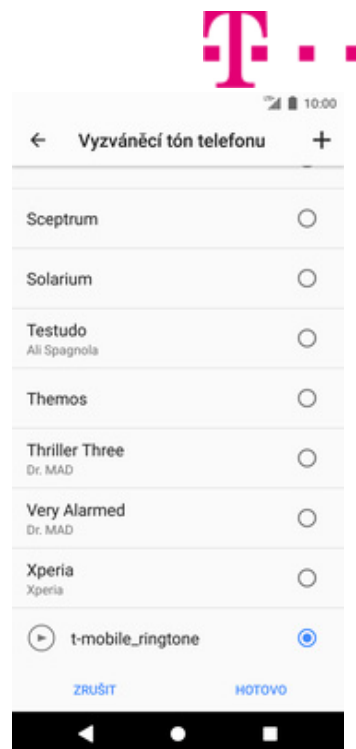 T
10:00
Vyzváněcí tón telefonu
Sceptrum
Solarium
Testudo
Ali Spagnola
Themos
Thriller Three
Dr. MAD
Very Alarmed
Dr. MAD
Xperia
Xperia
t-mobile_ringtone
ZRUŠIT
HOTOVO